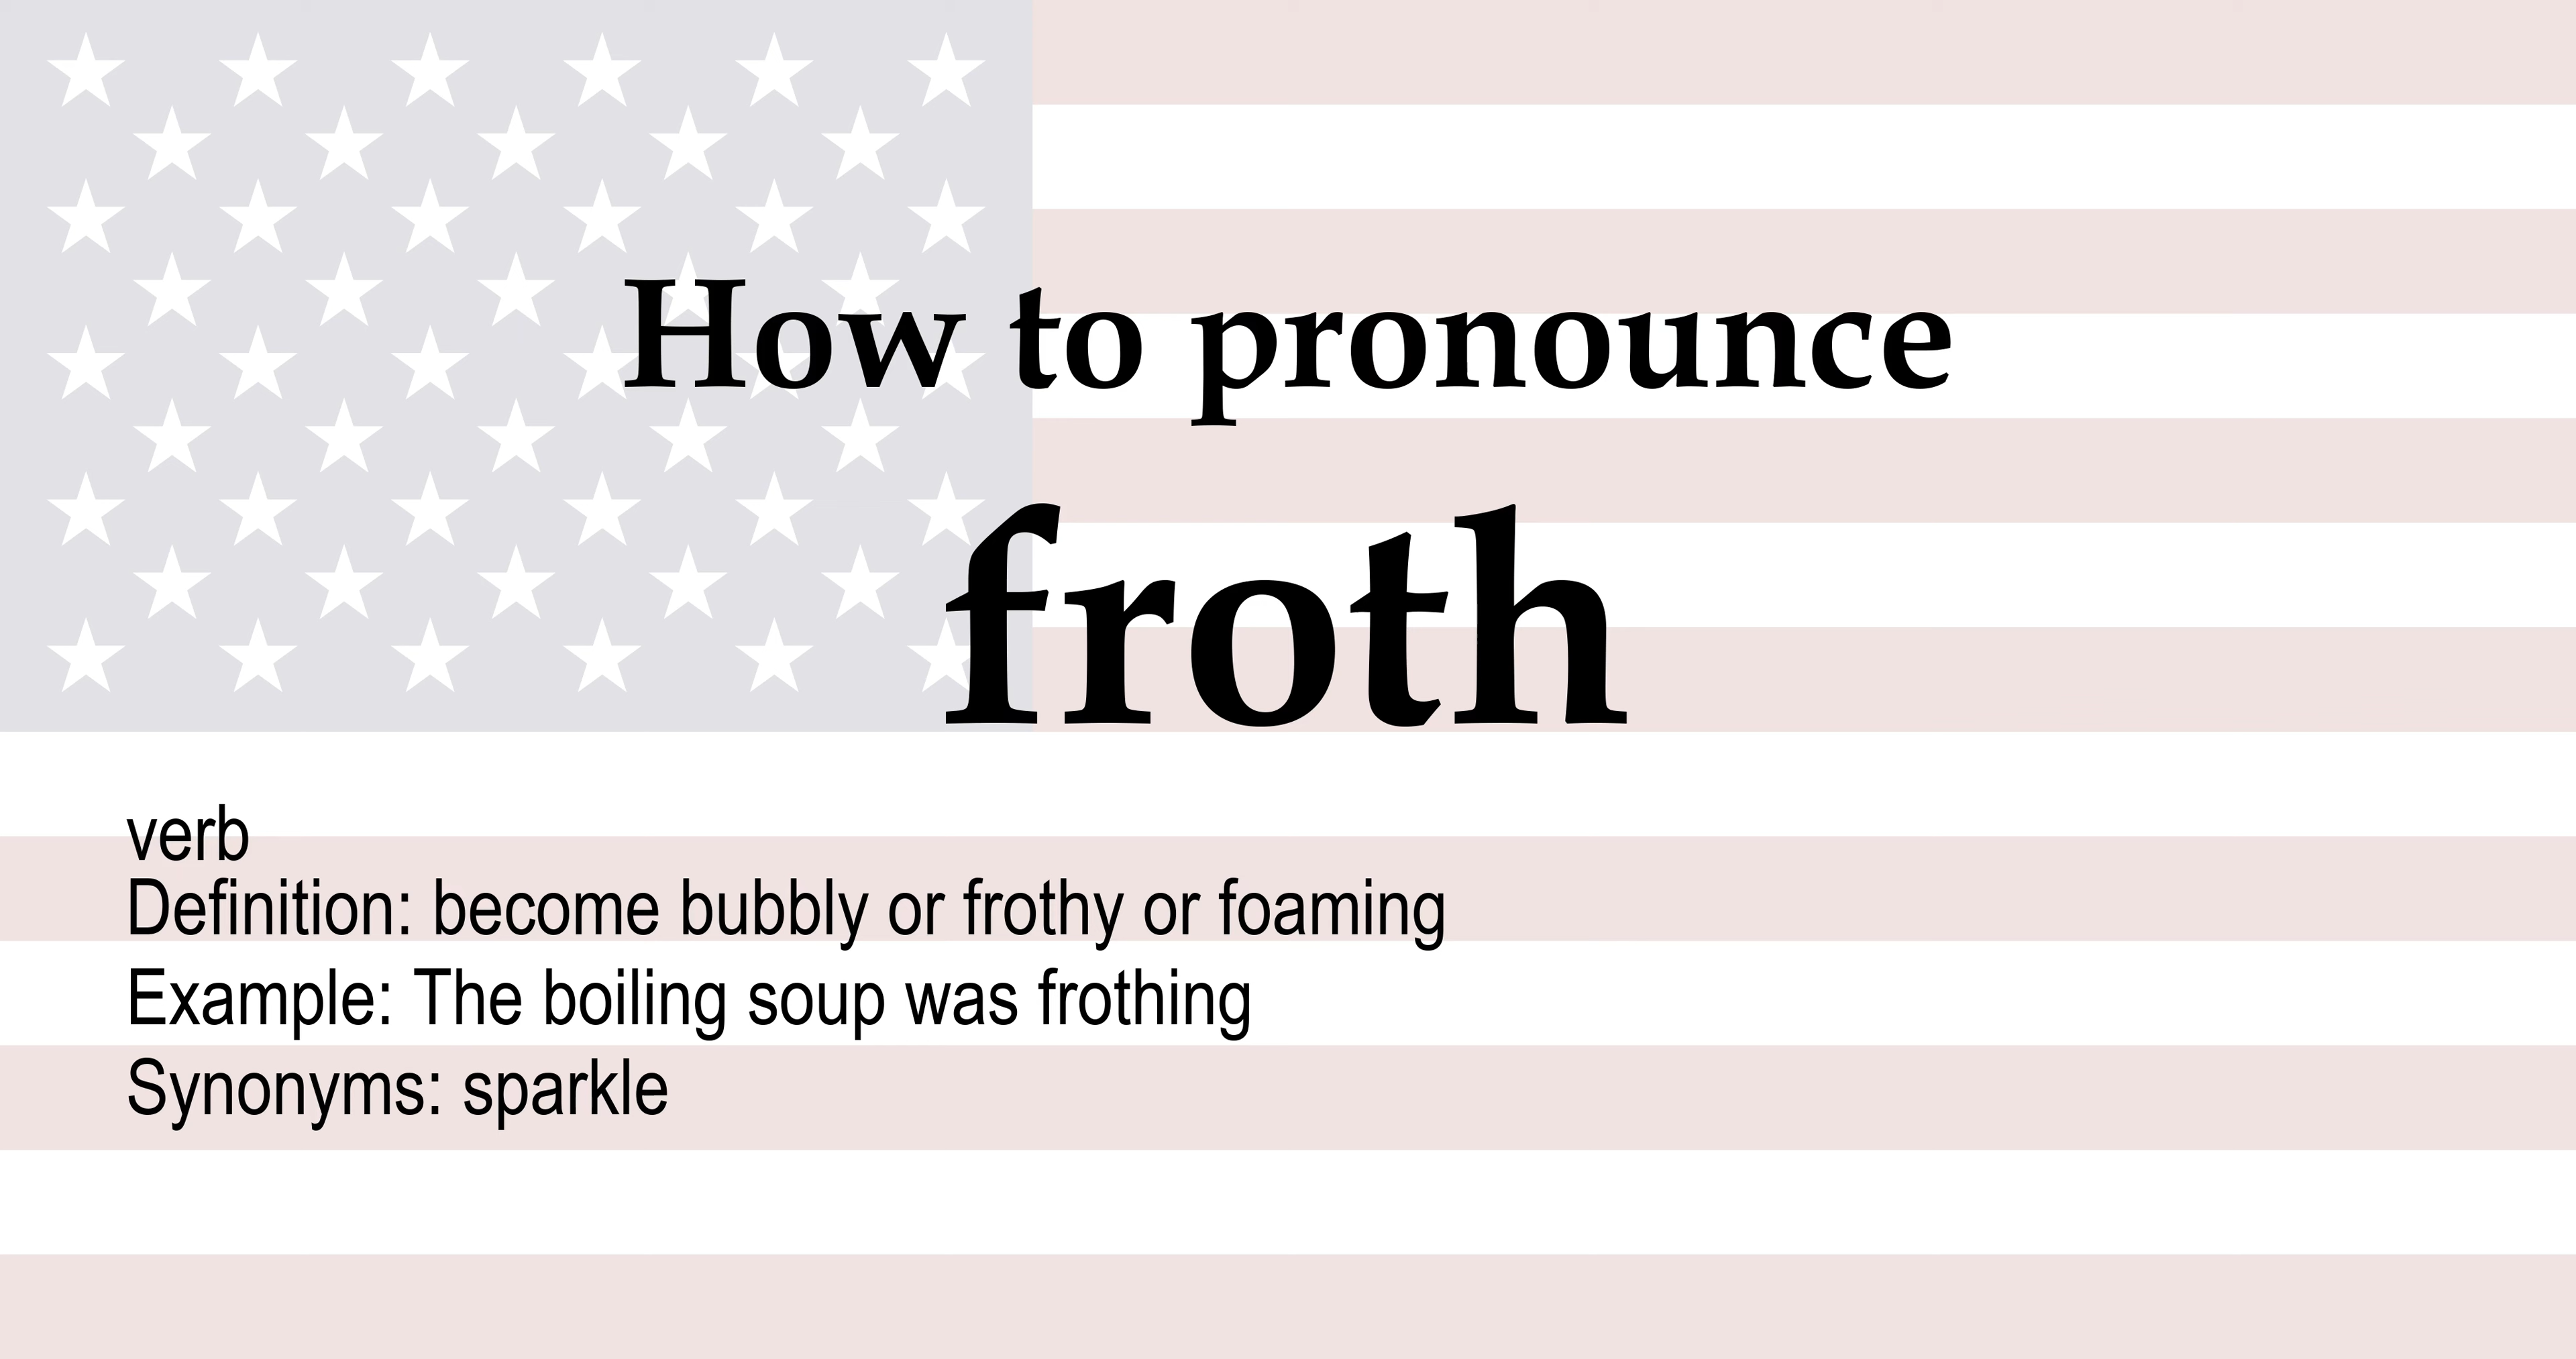 How to pronounce
froth
verb
Definition: become bubbly or frothy or foaming
Example: The boiling soup was frothing
Synonyms: sparkle